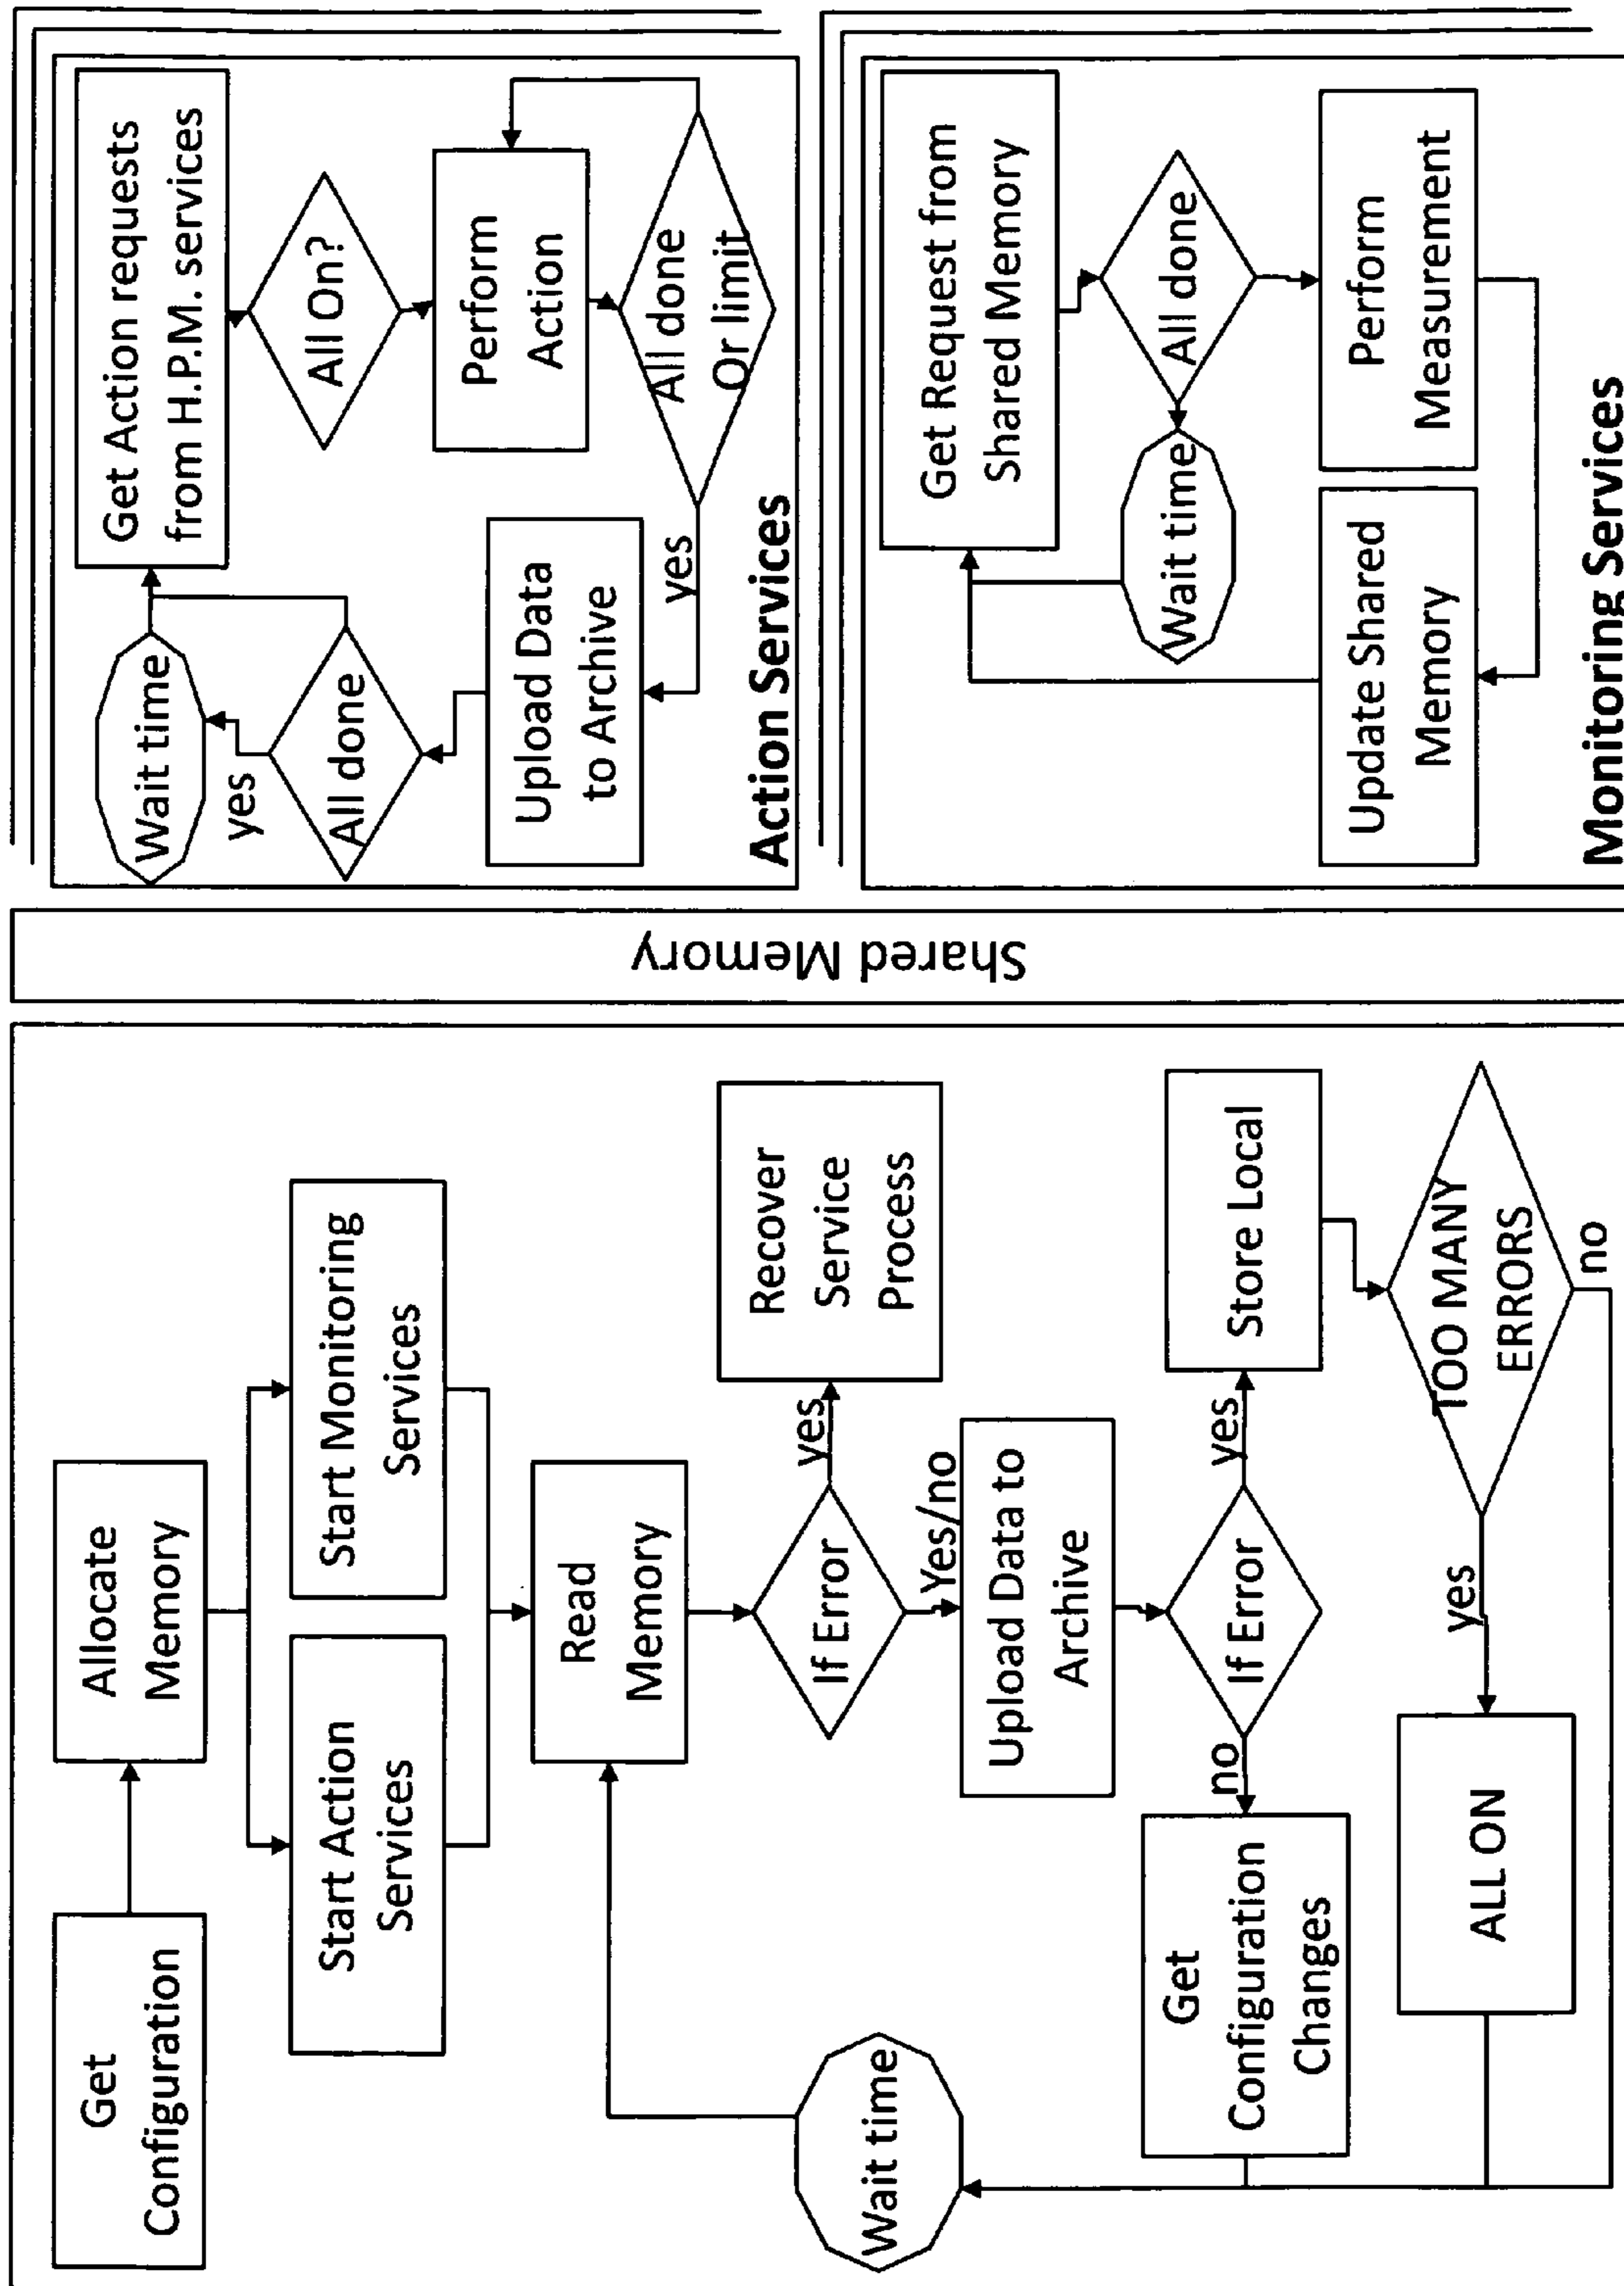 Get
Configuration
Allocate
Memory
Start Action
Services
Start Monitoring
Services
Read
Memory
If Error
yes
Recover
Service
Process
Yes/no
Upload Data to
Archive
If Error
yes
no
Store Local
Get
Configuration
Changes
Wait time
TOO MANY
ERRORS
yes
no
ALL ON
Shared Memory
Wait time
yes
All done
Get Action requests
from H.P.M. services
All On?
Perform
Action
All done
Or limit
yes
Upload Data
to Archive
Action Services
Get Request from
Shared Memory
Wait time
All done
Update Shared
Memory
Perform
Measurement
Monitoring Services